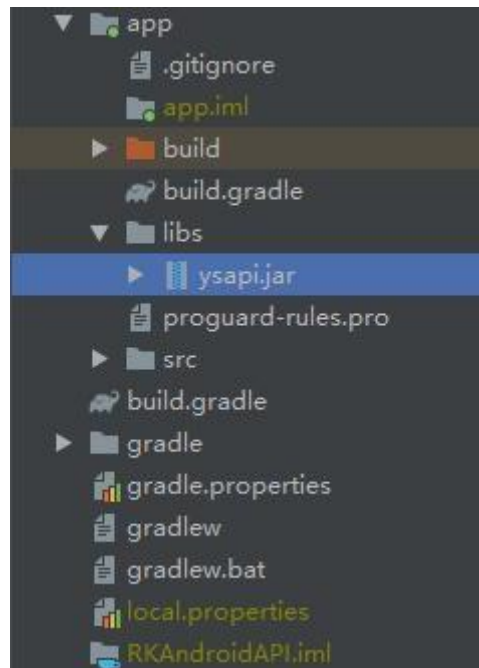 app
.gitignore
app.iml
build
build.gradle
libs
ysapi.jar
proguard-rules.pro
src
build.gradle
gradle
gradle.properties
gradlew
gradlew.bat
local.properties
RKAndroidAPI.iml